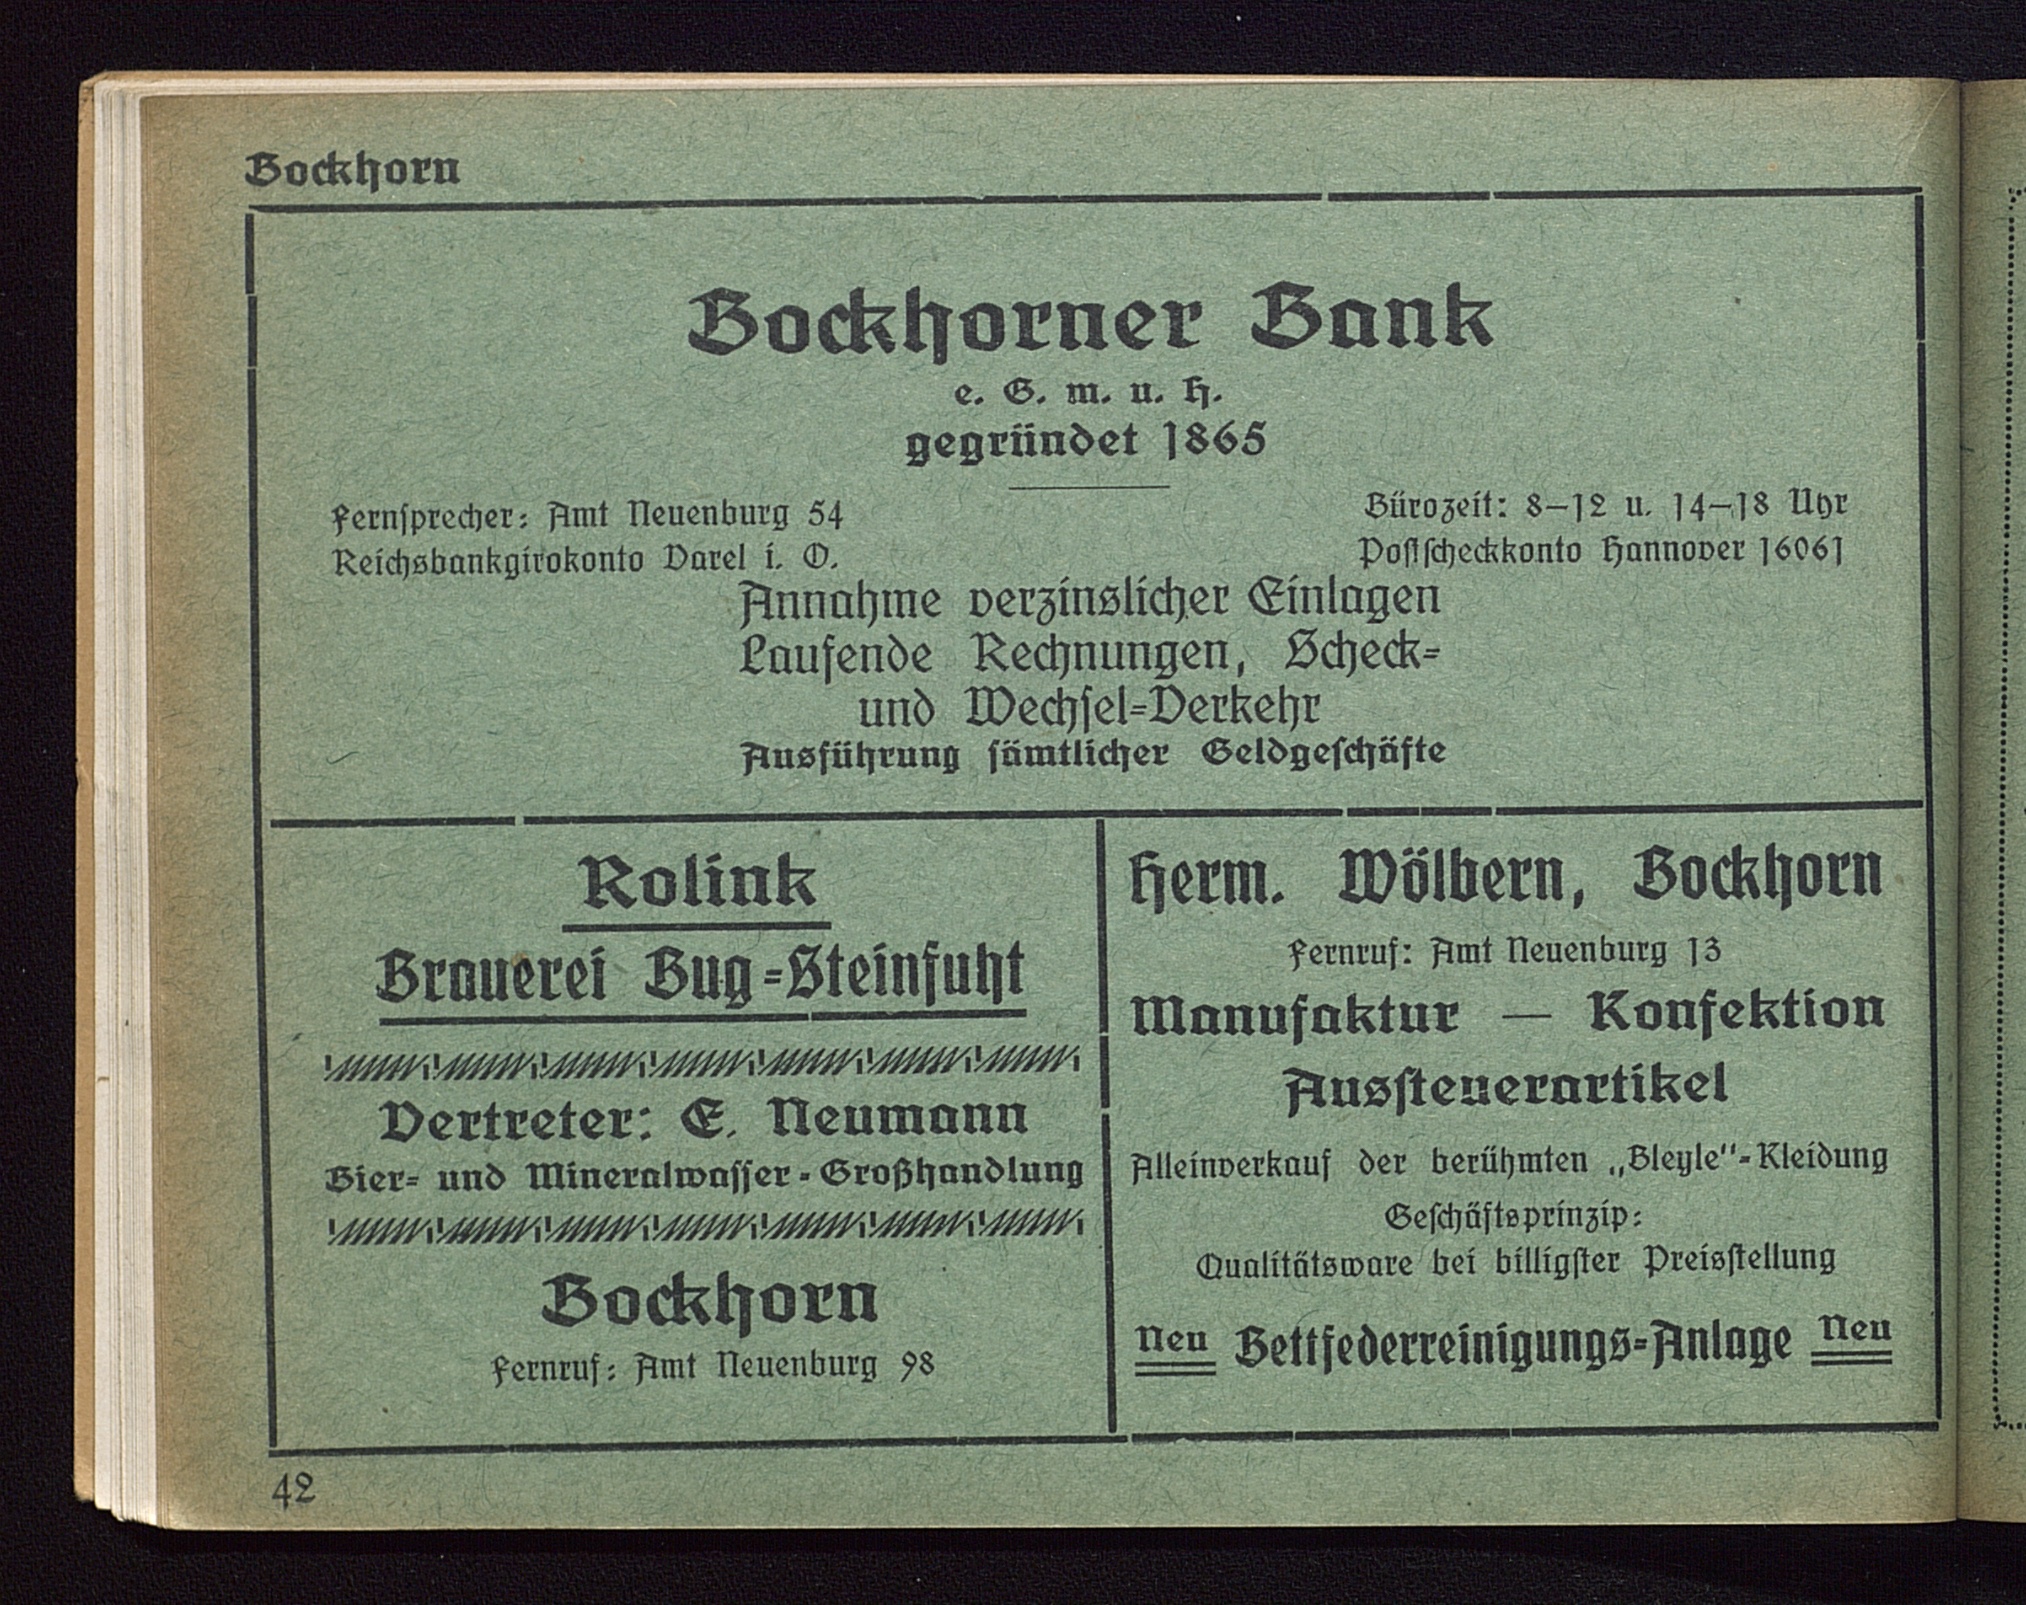 Bockhorn
Bockhorner Bank
e. G. m. u. H.
gegründet 1865
Fernsprecher: Amt Neuenburg 54
Reichsbankgirokonto Varel i. O.
Bürozeit: 8–12 u. 14–18 Uhr
Postscheckkonto Hannover 16061
Annahme verzinslicher Einlagen
Laufende Rechnungen, Scheck-
und Wechsel-Verkehr
Ausführung sämtlicher Geldgeschäfte
Rolink
Brauerei Bug-Steinfuht
Vertreter: E. Neumann
Bier- und Mineralwasser-Großhandlung
Bockhorn
Fernruf: Amt Neuenburg 98
Herm. Wölbern, Bockhorn
Fernruf: Amt Neuenburg 13
Manufaktur — Konfektion
Aussteuerartikel
Alleinverkauf der berühmten „Bleyle"-Kleidung
Geschäftsprinzip:
Qualitätsware bei billigster Preisstellung
Neu Bettfederreinigungs-Anlage Neu
42